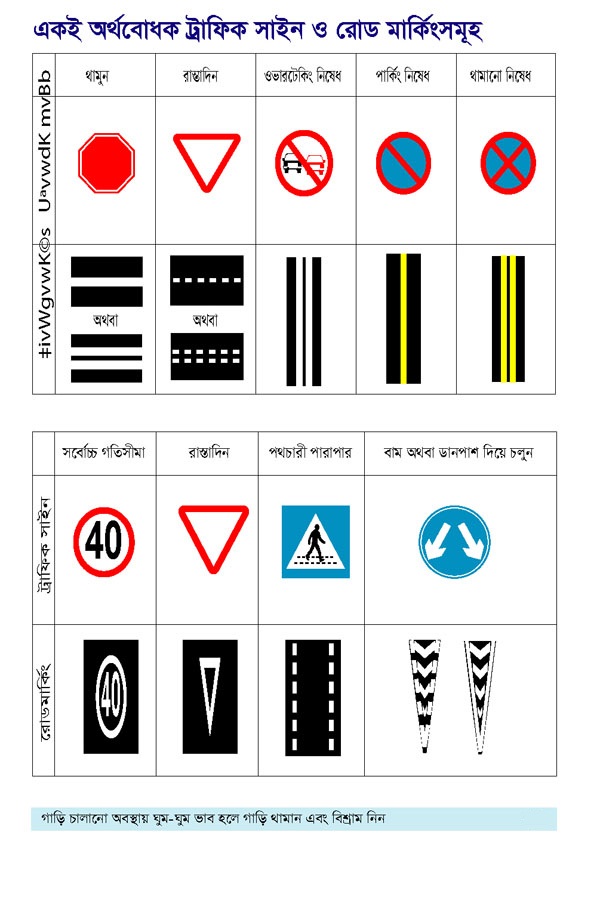 একই অর্থবোধক ট্রাফিক সাইন ও রোড মার্কিংসমূহ
থামুন
রাস্তাদিন
ওভারটেকিং নিষেধ
পার্কিং নিষেধ
থামানো নিষেধ
UªvwdK mvBb
‡ivWgvwK©s
অথবা
অথবা
সর্বোচ্চ গতিসীমা
রাস্তাদিন
পথচারী পারাপার
বাম অথবা ডানপাশ দিয়ে চলুন
ট্রাফিক সাইন
40
রোডমার্কিং
40
গাড়ি চালানো অবস্থায় ঘুম-ঘুম ভাব হলে গাড়ি থামান এবং বিশ্রাম নিন